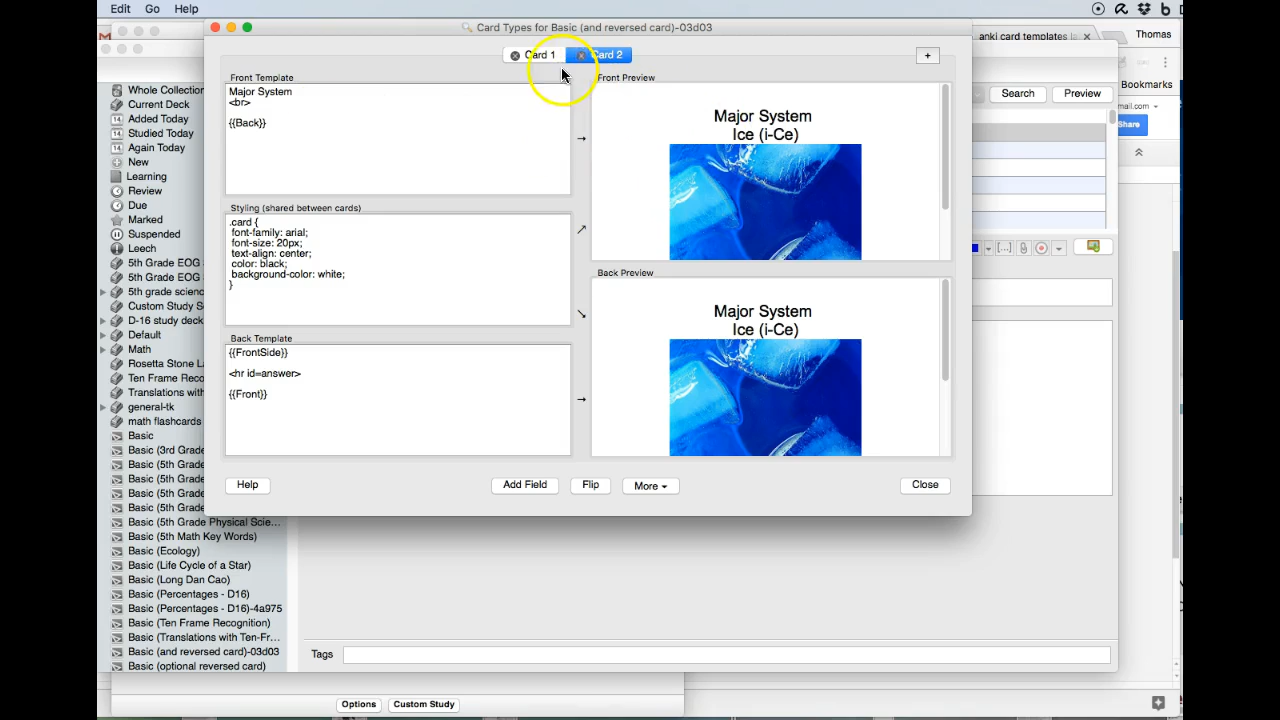 Edit Go Help
Card Types for Basic (and reversed card)-03d03
anki card templates
Thomas
Card 1
Card 2
+
Front Template
Major System
<br>
{{Back}}
Front Preview
Major System
Ice (i-Ce)
Styling (shared between cards)
.card {
font-family: arial;
font-size: 20px;
text-align: center;
color: black;
background-color: white;
}
Back Preview
Major System
Ice (i-Ce)
Back Template
{{FrontSide}}
<hr id=answer>
{{Front}}
Help
Add Field
Flip
More
Close
Whole Collection
Current Deck
Added Today
Studied Today
Again Today
New
Learning
Review
Due
Marked
Suspended
Leech
5th Grade EOG
5th Grade EOG
5th grade scienc
Custom Study S
D-16 study deck
Default
Math
Rosetta Stone La
Ten Frame Recog
Translations with
general-tk
math flashcards
Basic
Basic (3rd Grade
Basic (5th Grade
Basic (5th Grade
Basic (5th Grade
Basic (5th Grade
Basic (5th Grade Physical Scie...
Basic (5th Math Key Words)
Basic (Ecology)
Basic (Life Cycle of a Star)
Basic (Long Dan Cao)
Basic (Percentages - D16)
Basic (Percentages - D16)-4a975
Basic (Ten Frame Recognition)
Basic (Translations with Ten-Fr...
Basic (and reversed card)-03d03
Basic (optional reversed card)
Bookmarks
Search
Preview
mail.com
Share
[...]
Tags
Options
Custom Study